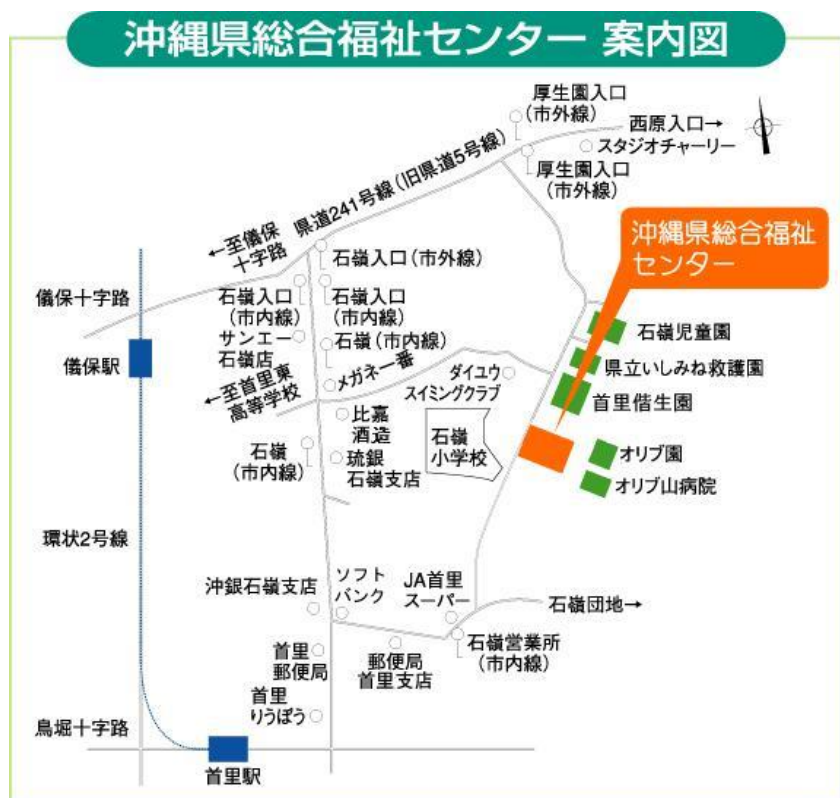 沖縄県総合福祉センター 案内図
厚生園入口
(市外線)
西原入口→
スタジオチャーリー
厚生園入口
(市外線)
県道241号線(旧県道5号線)
←至儀保
十字路
石嶺入口(市外線)
沖縄県総合福祉
センター
儀保十字路
石嶺入口
(市内線)
石嶺入口
(市内線)
サンエー
石嶺店
石嶺(市内線)
石嶺児童園
儀保駅
県立いしみね救護園
メガネ一番
ダイユウ
スイミングクラブ
←至首里東
高等学校
首里偕生園
比嘉
酒造
石嶺
小学校
石嶺
(市内線)
琉銀
石嶺支店
オリブ園
オリブ山病院
環状2号線
沖銀石嶺支店
ソフト
バンク
JA首里
スーパー
石嶺団地→
首里
郵便局
郵便局
首里支店
石嶺営業所
(市内線)
首里
りうぼう
鳥堀十字路
首里駅